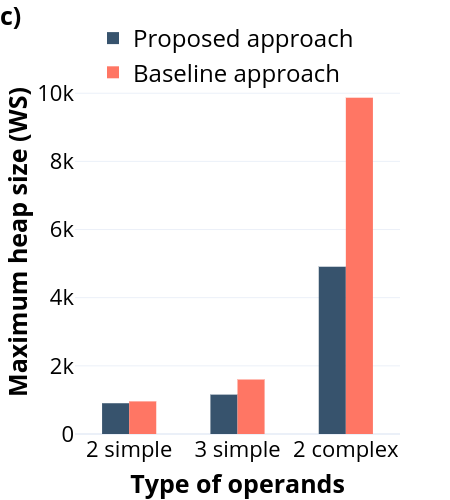 c)
Proposed approach
Baseline approach
Maximum heap size (WS)
10k
8k
6k
4k
2k
0
2 simple 3 simple 2 complex
Type of operands